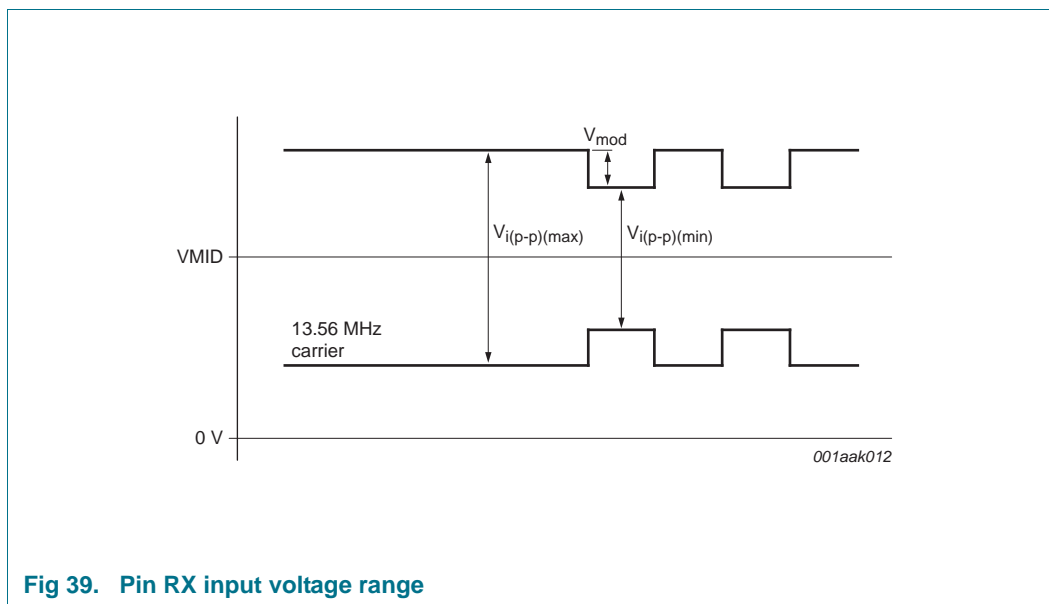 Vmod
Vi(p-p)(max)
Vi(p-p)(min)
VMID
13.56 MHz
carrier
0 V
001aak012
Fig 39. Pin RX input voltage range